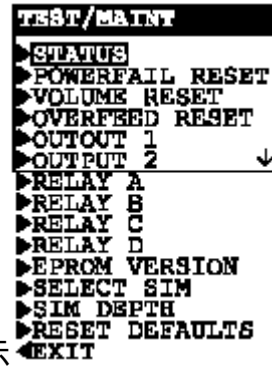 TEST/MAINT
STATUS
POWERFAIL RESET
VOLUME RESET
OVERFEED RESET
OUTOUT 1
OUTPUT 2
RELAY A
RELAY B
RELAY C
RELAY D
EPROM VERSION
SELECT SIM
SIM DEPTH
RESET DEFAULTS
示
EXIT